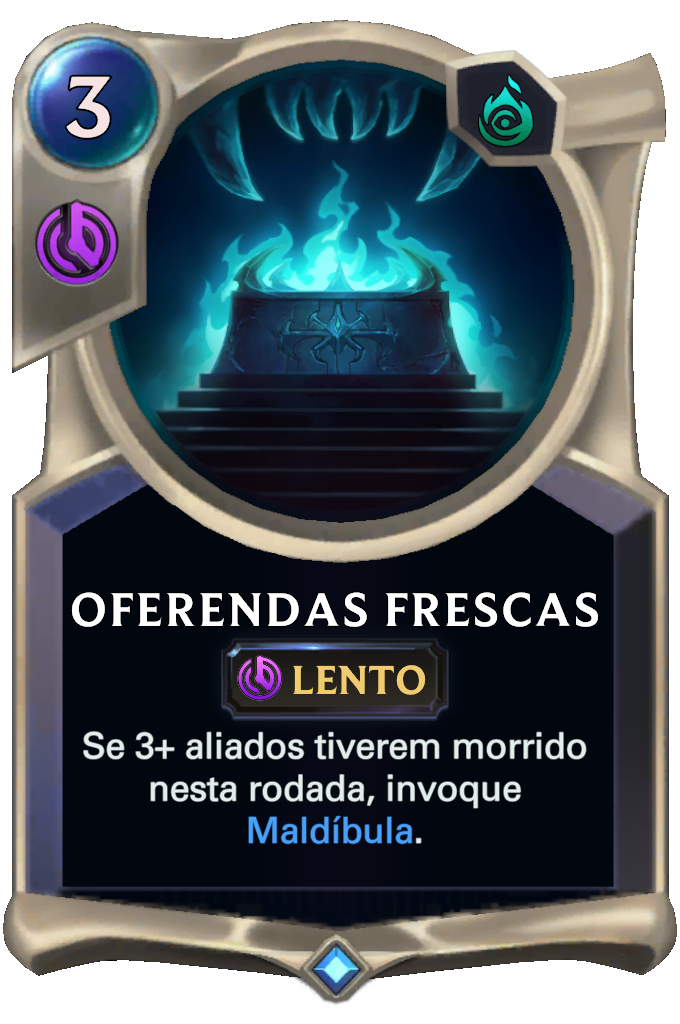 3
OFERENDAS FRESCAS
LENTO
Se 3+ aliados tiverem morrido
nesta rodada, invoque
Maldíbula.